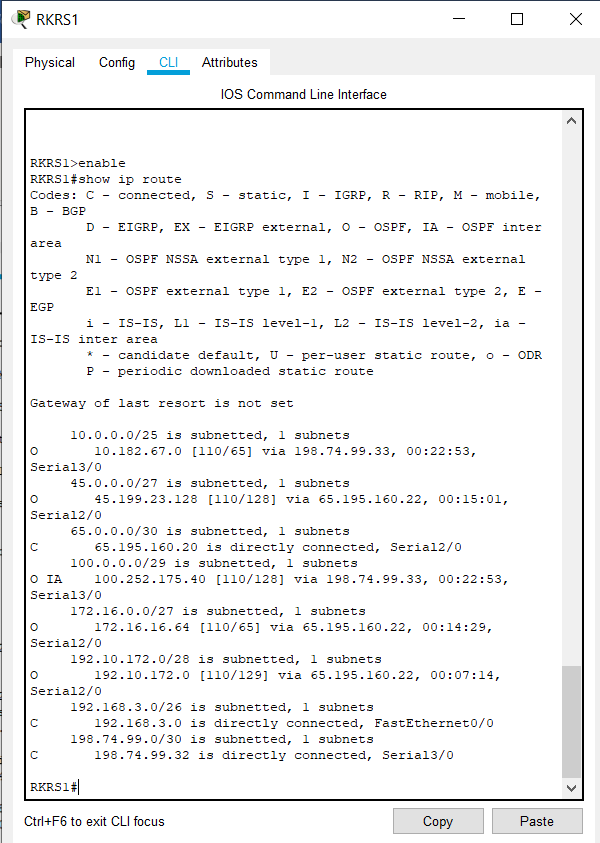 RKRS1
Physical Config CLI Attributes
IOS Command Line Interface
RKRS1>enable
RKRS1#show ip route
Codes: C - connected, S - static, I - IGRP, R - RIP, M - mobile,
B - BGP
D - EIGRP, EX - EIGRP external, O - OSPF, IA - OSPF inter
area
N1 - OSPF NSSA external type 1, N2 - OSPF NSSA external
type 2
E1 - OSPF external type 1, E2 - OSPF external type 2, E -
EGP
i - IS-IS, L1 - IS-IS level-1, L2 - IS-IS level-2, ia -
IS-IS inter area
* - candidate default, U - per-user static route, o - ODR
P - periodic downloaded static route
Gateway of last resort is not set
10.0.0.0/25 is subnetted, 1 subnets
O 10.182.67.0 [110/65] via 198.74.99.33, 00:22:53,
Serial3/0
45.0.0.0/27 is subnetted, 1 subnets
O 45.199.23.128 [110/128] via 65.195.160.22, 00:15:01,
Serial2/0
65.0.0.0/30 is subnetted, 1 subnets
C 65.195.160.20 is directly connected, Serial2/0
100.0.0.0/29 is subnetted, 1 subnets
O IA 100.252.175.40 [110/128] via 198.74.99.33, 00:22:53,
Serial3/0
172.16.0.0/27 is subnetted, 1 subnets
O 172.16.16.64 [110/65] via 65.195.160.22, 00:14:29,
Serial2/0
192.10.172.0/28 is subnetted, 1 subnets
O 192.10.172.0 [110/129] via 65.195.160.22, 00:07:14,
Serial2/0
192.168.3.0/26 is subnetted, 1 subnets
C 192.168.3.0 is directly connected, FastEthernet0/0
198.74.99.0/30 is subnetted, 1 subnets
C 198.74.99.32 is directly connected, Serial3/0
RKRS1#
Ctrl+F6 to exit CLI focus
Copy Paste